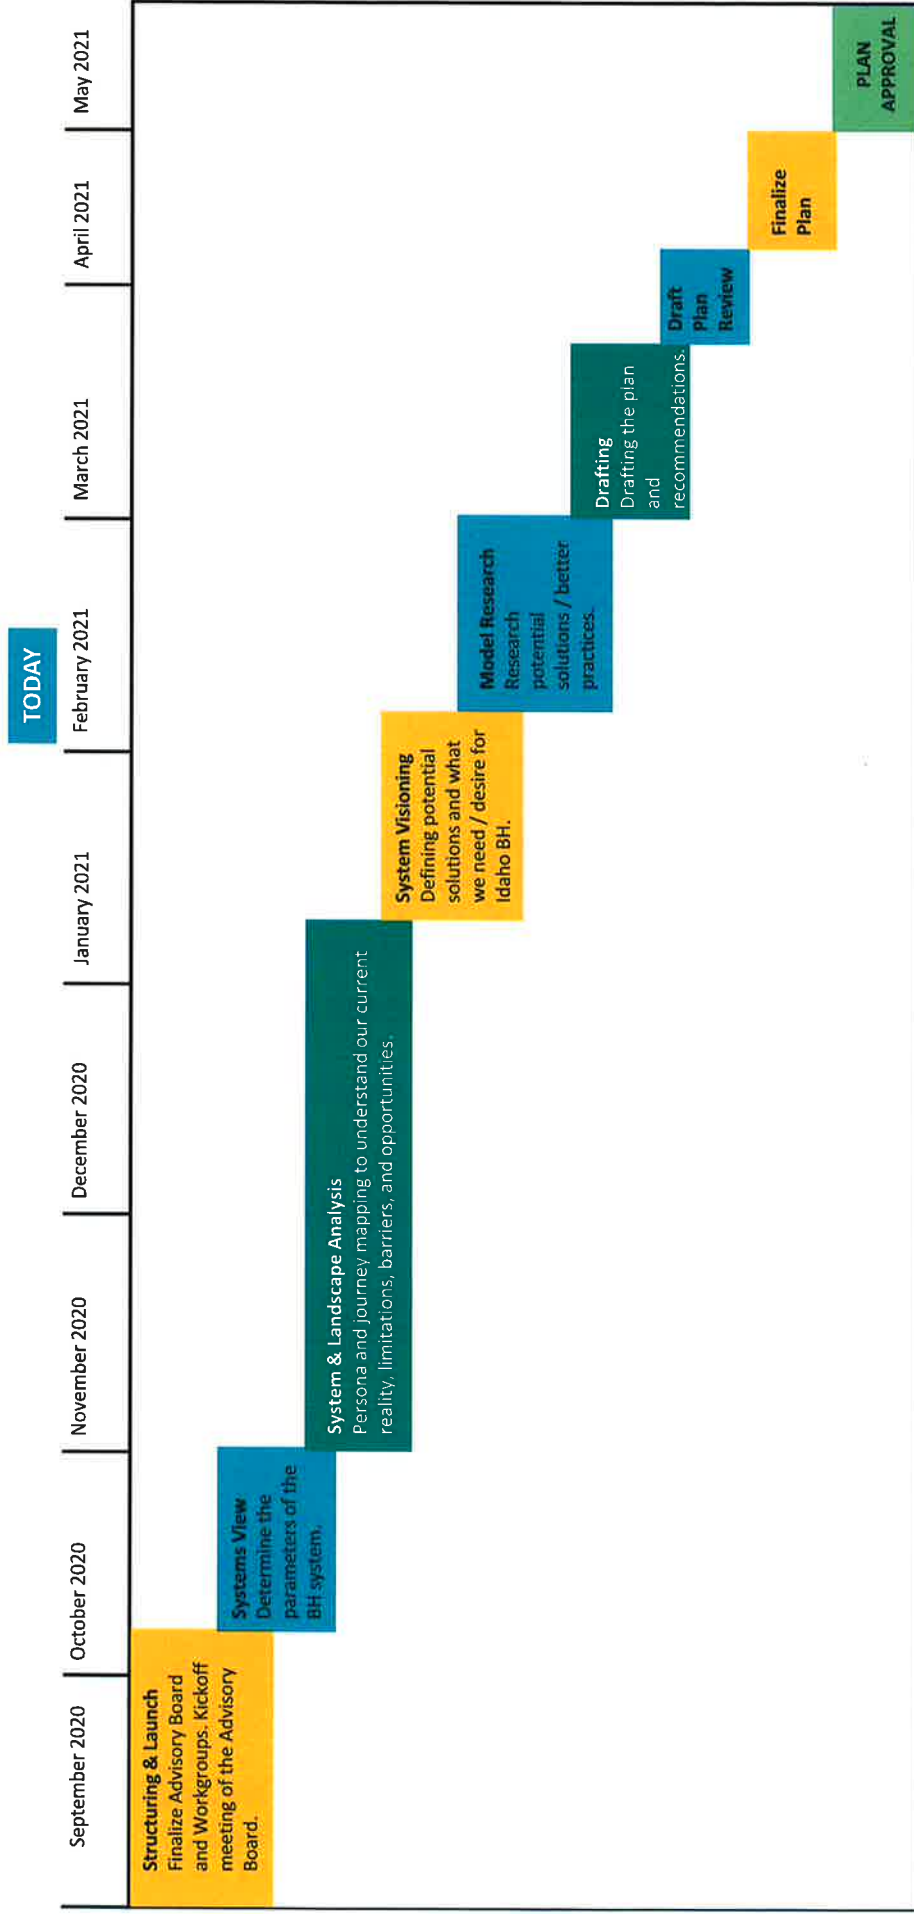 TODAY
September 2020
October 2020
November 2020
December 2020
January 2021
February 2021
March 2021
April 2021
May 2021
Structuring & Launch
Finalize Advisory Board
and Workgroups. Kickoff
meeting of the Advisory
Board.
Systems View
Determine the
parameters of the
BH system.
System & Landscape Analysis
Persona and journey mapping to understand our current
reality, limitations, barriers, and opportunities.
System Visioning
Defining potential
solutions and what
we need / desire for
Idaho BH.
Model Research
Research
potential
solutions / better
practices.
Drafting
Drafting the plan
and
recommendations.
Draft
Plan
Review
Finalize
Plan
PLAN
APPROVAL